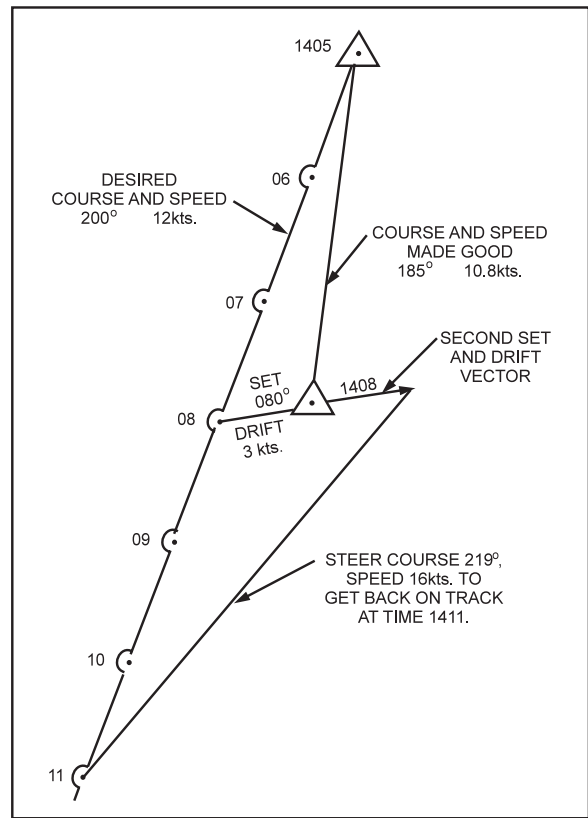 1405
06
DESIRED
COURSE AND SPEED
200° 12kts.
COURSE AND SPEED
MADE GOOD
185° 10.8kts.
07
SECOND SET
AND DRIFT
VECTOR
SET
080°
1408
08
DRIFT
3 kts.
09
STEER COURSE 219°,
SPEED 16kts. TO
GET BACK ON TRACK
AT TIME 1411.
10
11